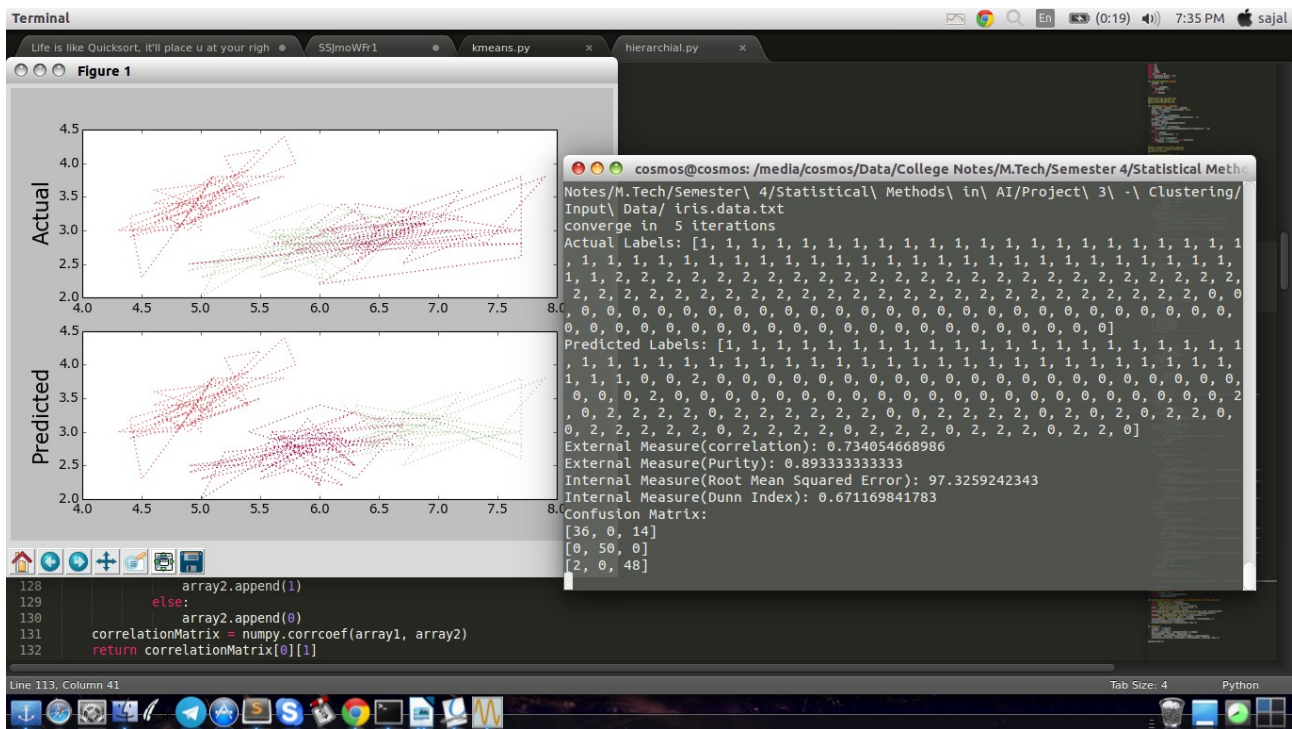 Terminal
En
(0:19)
7:35 PM
sajal
Life is like Quicksort, it'll place u at your righ
SSJmoWFr1
kmeans.py
hierarchial.py
Figure 1
4.5
4.0
3.5
3.0
2.5
2.0
Actual
4.0 4.5 5.0 5.5 6.0 6.5 7.0 7.5 8.0
4.5
4.0
3.5
3.0
2.5
2.0
Predicted
4.0 4.5 5.0 5.5 6.0 6.5 7.0 7.5 8.0
cosmos@cosmos: /media/cosmos/Data/College Notes/M.Tech/Semester 4/Statistical Metho
Notes/M.Tech/Semester\ 4/Statistical\ Methods\ in\ AI/Project\ 3\ -\ Clustering/
Input\ Data/ iris.data.txt
converge in  5 iterations
Actual Labels: [1, 1, 1, 1, 1, 1, 1, 1, 1, 1, 1, 1, 1, 1, 1, 1, 1, 1, 1, 1, 1, 1
, 1, 1, 1, 1, 1, 1, 1, 1, 1, 1, 1, 1, 1, 1, 1, 1, 1, 1, 1, 1, 1, 1, 1, 1, 1, 1,
1, 1, 2, 2, 2, 2, 2, 2, 2, 2, 2, 2, 2, 2, 2, 2, 2, 2, 2, 2, 2, 2, 2, 2, 2, 2, 2,
2, 2, 2, 2, 2, 2, 2, 2, 2, 2, 2, 2, 2, 2, 2, 2, 2, 2, 2, 2, 2, 2, 2, 2, 2, 0, 0
, 0, 0, 0, 0, 0, 0, 0, 0, 0, 0, 0, 0, 0, 0, 0, 0, 0, 0, 0, 0, 0, 0, 0, 0, 0, 0,
0, 0, 0, 0, 0, 0, 0, 0, 0, 0, 0, 0, 0, 0, 0, 0, 0, 0, 0, 0, 0, 0]
Predicted Labels: [1, 1, 1, 1, 1, 1, 1, 1, 1, 1, 1, 1, 1, 1, 1, 1, 1, 1, 1, 1, 1
, 1, 1, 1, 1, 1, 1, 1, 1, 1, 1, 1, 1, 1, 1, 1, 1, 1, 1, 1, 1, 1, 1, 1, 1, 1, 1,
1, 1, 1, 0, 0, 2, 0, 0, 0, 0, 0, 0, 0, 0, 0, 0, 0, 0, 0, 0, 0, 0, 0, 0, 0, 0, 0,
0, 0, 0, 2, 0, 0, 0, 0, 0, 0, 0, 0, 0, 0, 0, 0, 0, 0, 0, 0, 0, 0, 0, 0, 0, 0, 2
, 0, 2, 2, 2, 2, 0, 2, 2, 2, 2, 2, 2, 0, 0, 2, 2, 2, 2, 0, 2, 0, 2, 0, 2, 2, 0,
0, 2, 2, 2, 2, 2, 0, 2, 2, 2, 2, 0, 2, 2, 2, 0, 2, 2, 2, 0, 2, 2, 0]
External Measure(correlation): 0.734054668986
External Measure(Purity): 0.893333333333
Internal Measure(Root Mean Squared Error): 97.3259242343
Internal Measure(Dunn Index): 0.671169841783
Confusion Matrix:
[36, 0, 14]
[0, 50, 0]
[2, 0, 48]
128 array2.append(1)
129 else:
130 array2.append(0)
131 correlationMatrix = numpy.corrcoef(array1, array2)
132 return correlationMatrix[0][1]
Line 113, Column 41
Tab Size: 4
Python